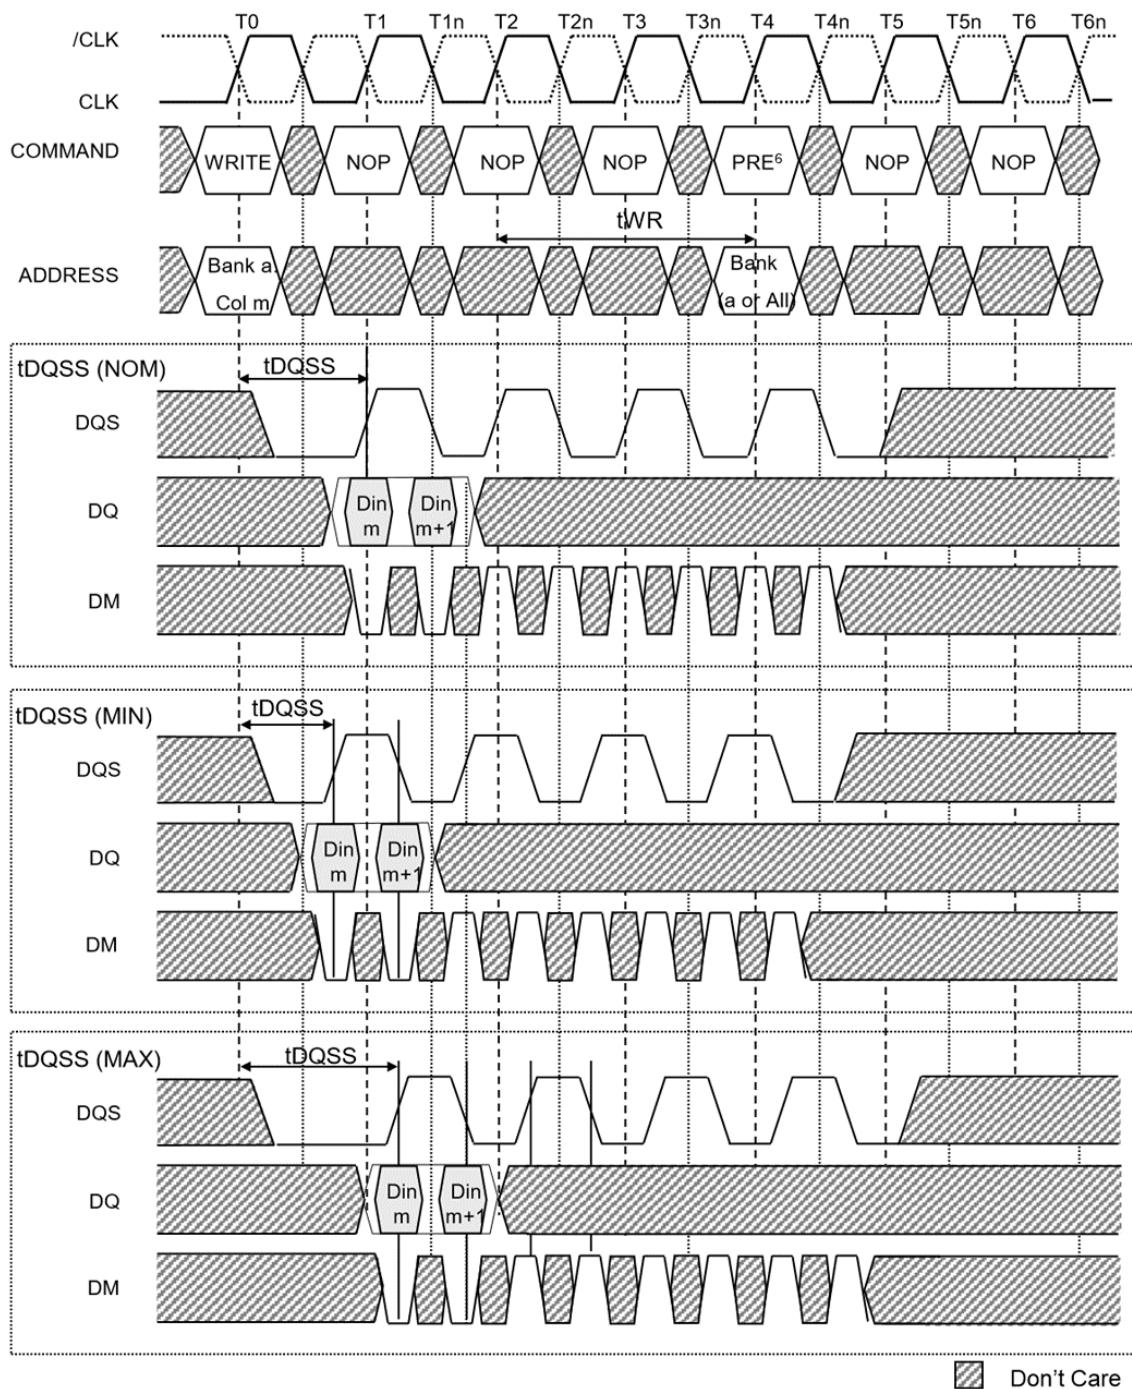 T0 T1 T1n T2 T2n T3 T3n T4 T4n T5 T5n T6 T6n
/CLK
CLK
COMMAND WRITE NOP NOP NOP PRE⁶ NOP NOP
tWR
ADDRESS Bank a. Bank
Col m (a or All)
tDQSS (NOM) tDQSS
DQS
DQ Din Din
m m+1
DM
tDQSS (MIN) tDQSS
DQS
DQ Din Din
m m+1
DM
tDQSS (MAX) tDQSS
DQS
DQ Din Din
m m+1
DM
Don't Care